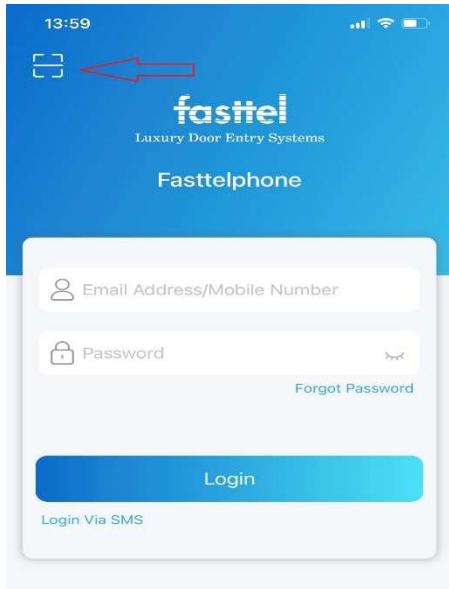 13:59
fasttel
Luxury Door Entry Systems
Fasttelphone
Email Address/Mobile Number
Password
Forgot Password
Login
Login Via SMS